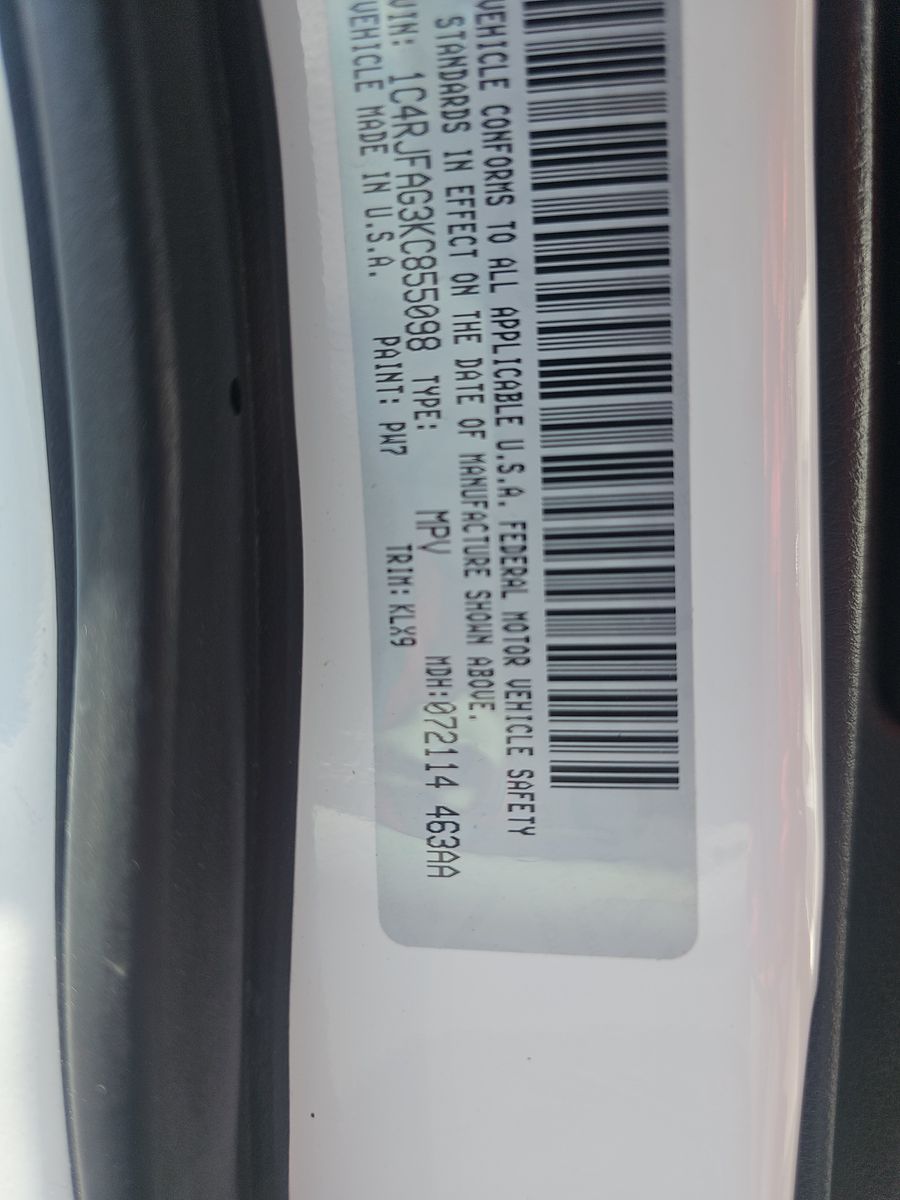 VEHICLE CONFORMS TO ALL APPLICABLE U.S.A. FEDERAL MOTOR VEHICLE SAFETY
STANDARDS IN EFFECT ON THE DATE OF MANUFACTURE SHOWN ABOVE.
VIN: 1C4RJFAG3KC855098 TYPE: MPV MDH:072114 463AA
VEHICLE MADE IN U.S.A. PAINT: PW7 TRIM:KLX9